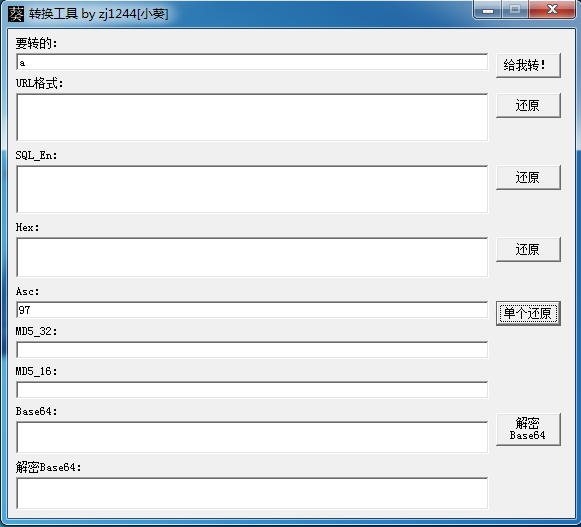 葵 转换工具 by zj1244[小葵]
要转的:
a
给我转!
URL格式:
还原
SQL_En:
还原
Hex:
还原
Asc:
97
单个还原
MD5_32:
MD5_16:
Base64:
解密
Base64
解密Base64: